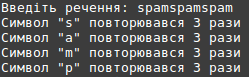 Введіть речення: spamspamspam
Символ "s" повторювався 3 рази
Символ "a" повторювався 3 рази
Символ "m" повторювався 3 рази
Символ "p" повторювався 3 рази